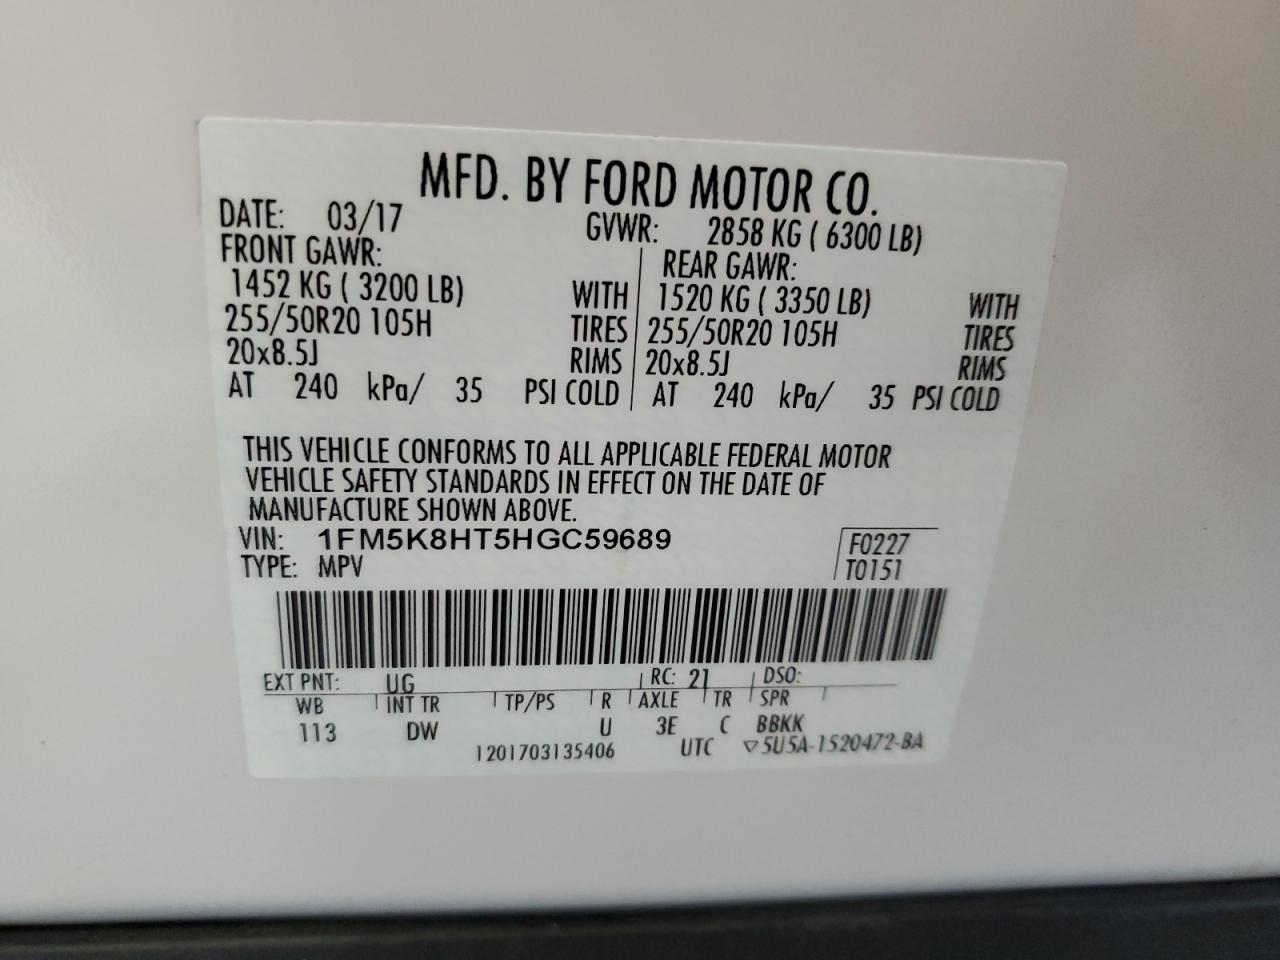 MFD. BY FORD MOTOR CO.
DATE: 03/17 GVWR: 2858 KG ( 6300 LB)
FRONT GAWR: REAR GAWR:
1452 KG ( 3200 LB) WITH 1520 KG ( 3350 LB) WITH
255/50R20 105H TIRES 255/50R20 105H TIRES
20x8.5J RIMS 20x8.5J RIMS
AT 240 kPa/ 35 PSI COLD AT 240 kPa/ 35 PSI COLD
THIS VEHICLE CONFORMS TO ALL APPLICABLE FEDERAL MOTOR
VEHICLE SAFETY STANDARDS IN EFFECT ON THE DATE OF
MANUFACTURE SHOWN ABOVE.
VIN: 1FM5K8HT5HGC59689 F0227
TYPE: MPV T0151
EXT PNT: UG RC: 21 DSO:
WB INT TR TP/PS R AXLE TR SPR
113 DW U 3E C BBKK
1201703135406 UTC ▽5U5A-1520472-BA